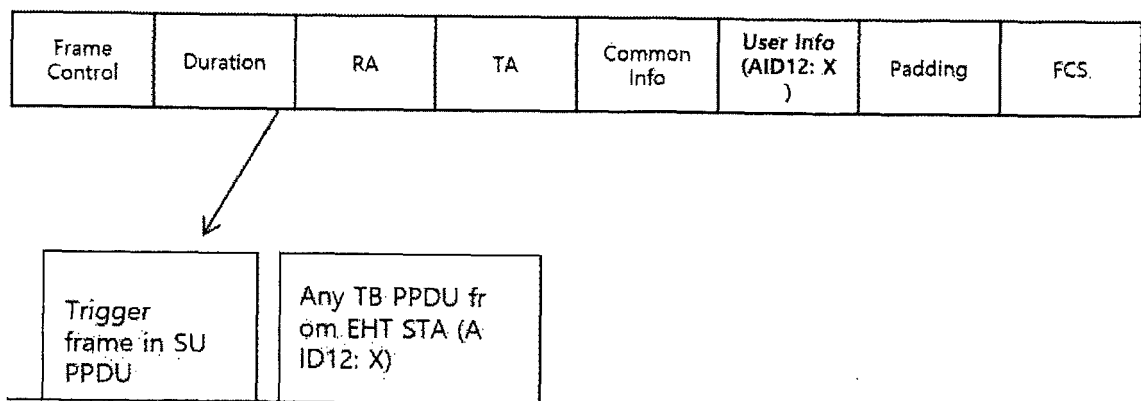 Frame
Control
Duration
RA
TA
Common
Info
User Info
(AID12: X
)
Padding
FCS
Trigger
frame in SU
PPDU
Any TB PPDU fr
om EHT STA (A
ID12: X)